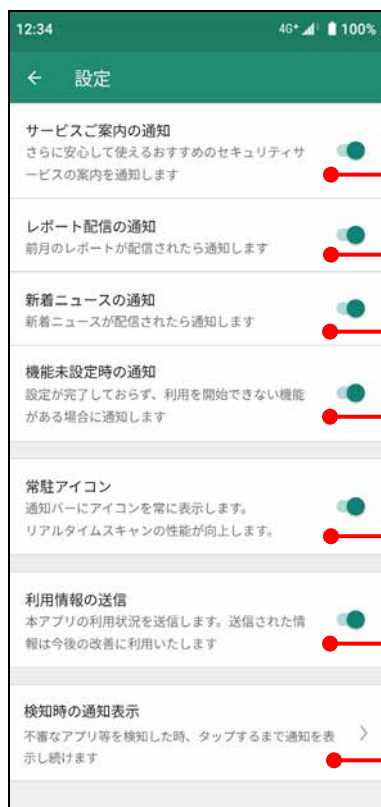 12:34 4G+ 100%
← 設定
サービスご案内の通知
さらに安心して使えるおすすめのセキュリティサ
ービスの案内を通知します
レポート配信の通知
前月のレポートが配信されたら通知します
新着ニュースの通知
新着ニュースが配信されたら通知します
機能未設定時の通知
設定が完了しておらず、利用を開始できない機能
がある場合に通知します
常駐アイコン
通知バーにアイコンを常に表示します。
リアルタイムスキャンの性能が向上します。
利用情報の送信
本アプリの利用状況を送信します。送信された情
報は今後の改善に利用いたします
検知時の通知表示
不審なアプリ等を検知した時、タップするまで通知を表
示し続けます